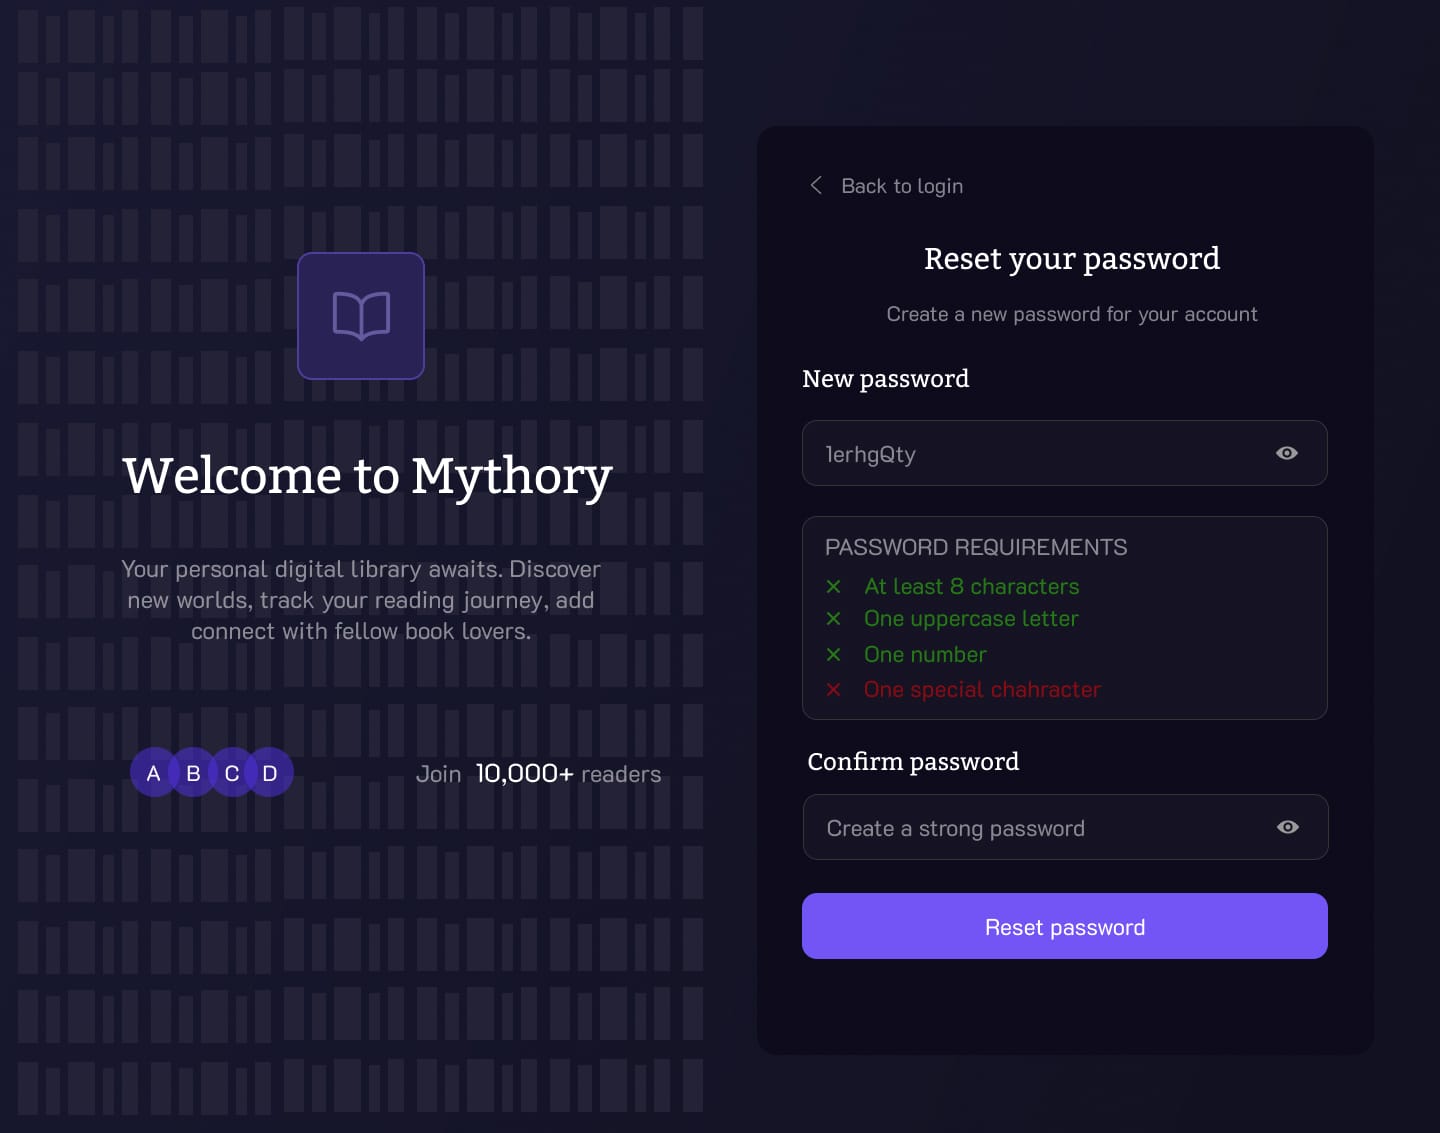 Welcome to Mythory
Your personal digital library awaits. Discover
new worlds, track your reading journey, add
connect with fellow book lovers.
A B C D
Join 10,000+ readers
Back to login
Reset your password
Create a new password for your account
New password
1erhgQty
PASSWORD REQUIREMENTS
× At least 8 characters
× One uppercase letter
× One number
× One special chahracter
Confirm password
Create a strong password
Reset password